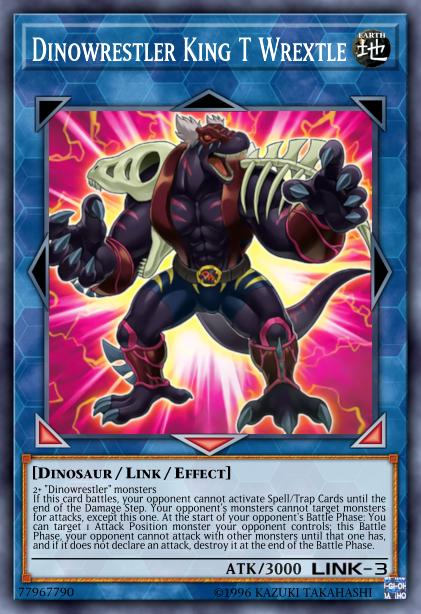 Dinowrestler King T Wrextle
EARTH
地
[Dinosaur / Link / Effect]
2+ "Dinowrestler" monsters
If this card battles, your opponent cannot activate Spell/Trap Cards until the
end of the Damage Step. Your opponent's monsters cannot target monsters
for attacks, except this one. At the start of your opponent's Battle Phase: You
can target 1 Attack Position monster your opponent controls; this Battle
Phase, your opponent cannot attack with other monsters until that one has,
and if it does not declare an attack, destroy it at the end of the Battle Phase.
ATK/3000 LINK-3
77967790 ©1996 KAZUKI TAKAHASHI